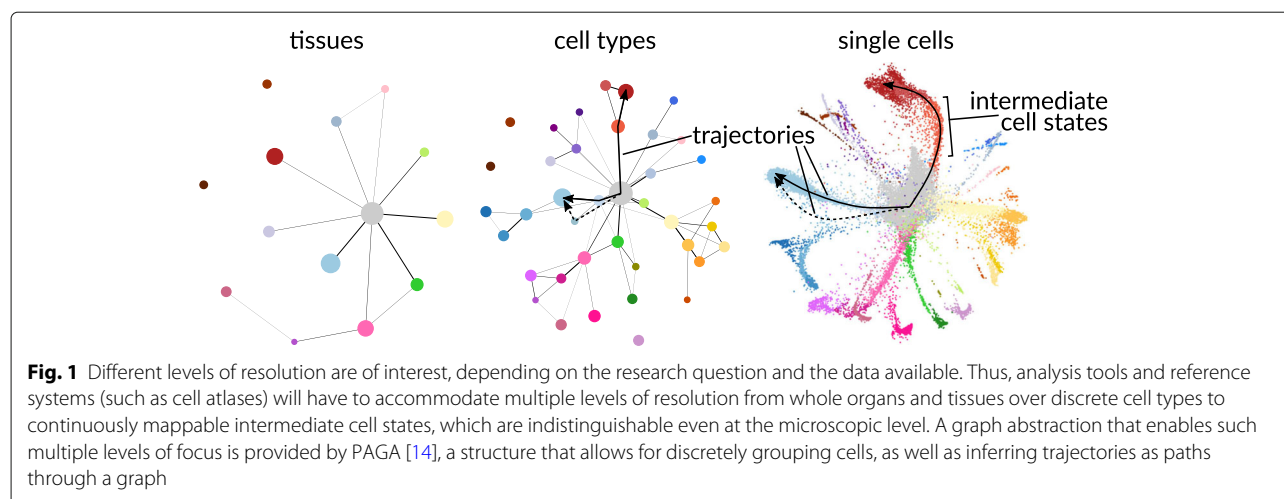 tissues
cell types
single cells
trajectories
intermediate
cell states
Fig. 1 Different levels of resolution are of interest, depending on the research question and the data available. Thus, analysis tools and reference
systems (such as cell atlases) will have to accommodate multiple levels of resolution from whole organs and tissues over discrete cell types to
continuously mappable intermediate cell states, which are indistinguishable even at the microscopic level. A graph abstraction that enables such
multiple levels of focus is provided by PAGA [14], a structure that allows for discretely grouping cells, as well as inferring trajectories as paths
through a graph